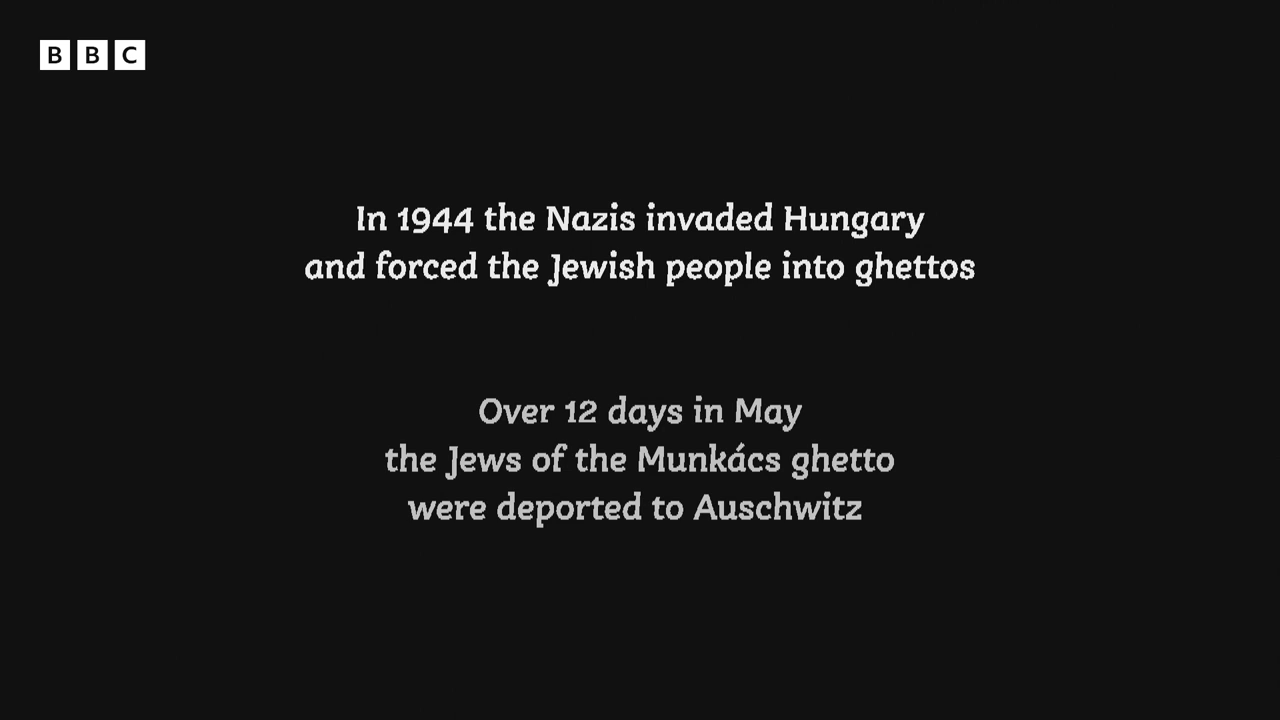 BBC
In 1944 the Nazis invaded Hungary
and forced the Jewish people into ghettos
Over 12 days in May
the Jews of the Munkács ghetto
were deported to Auschwitz